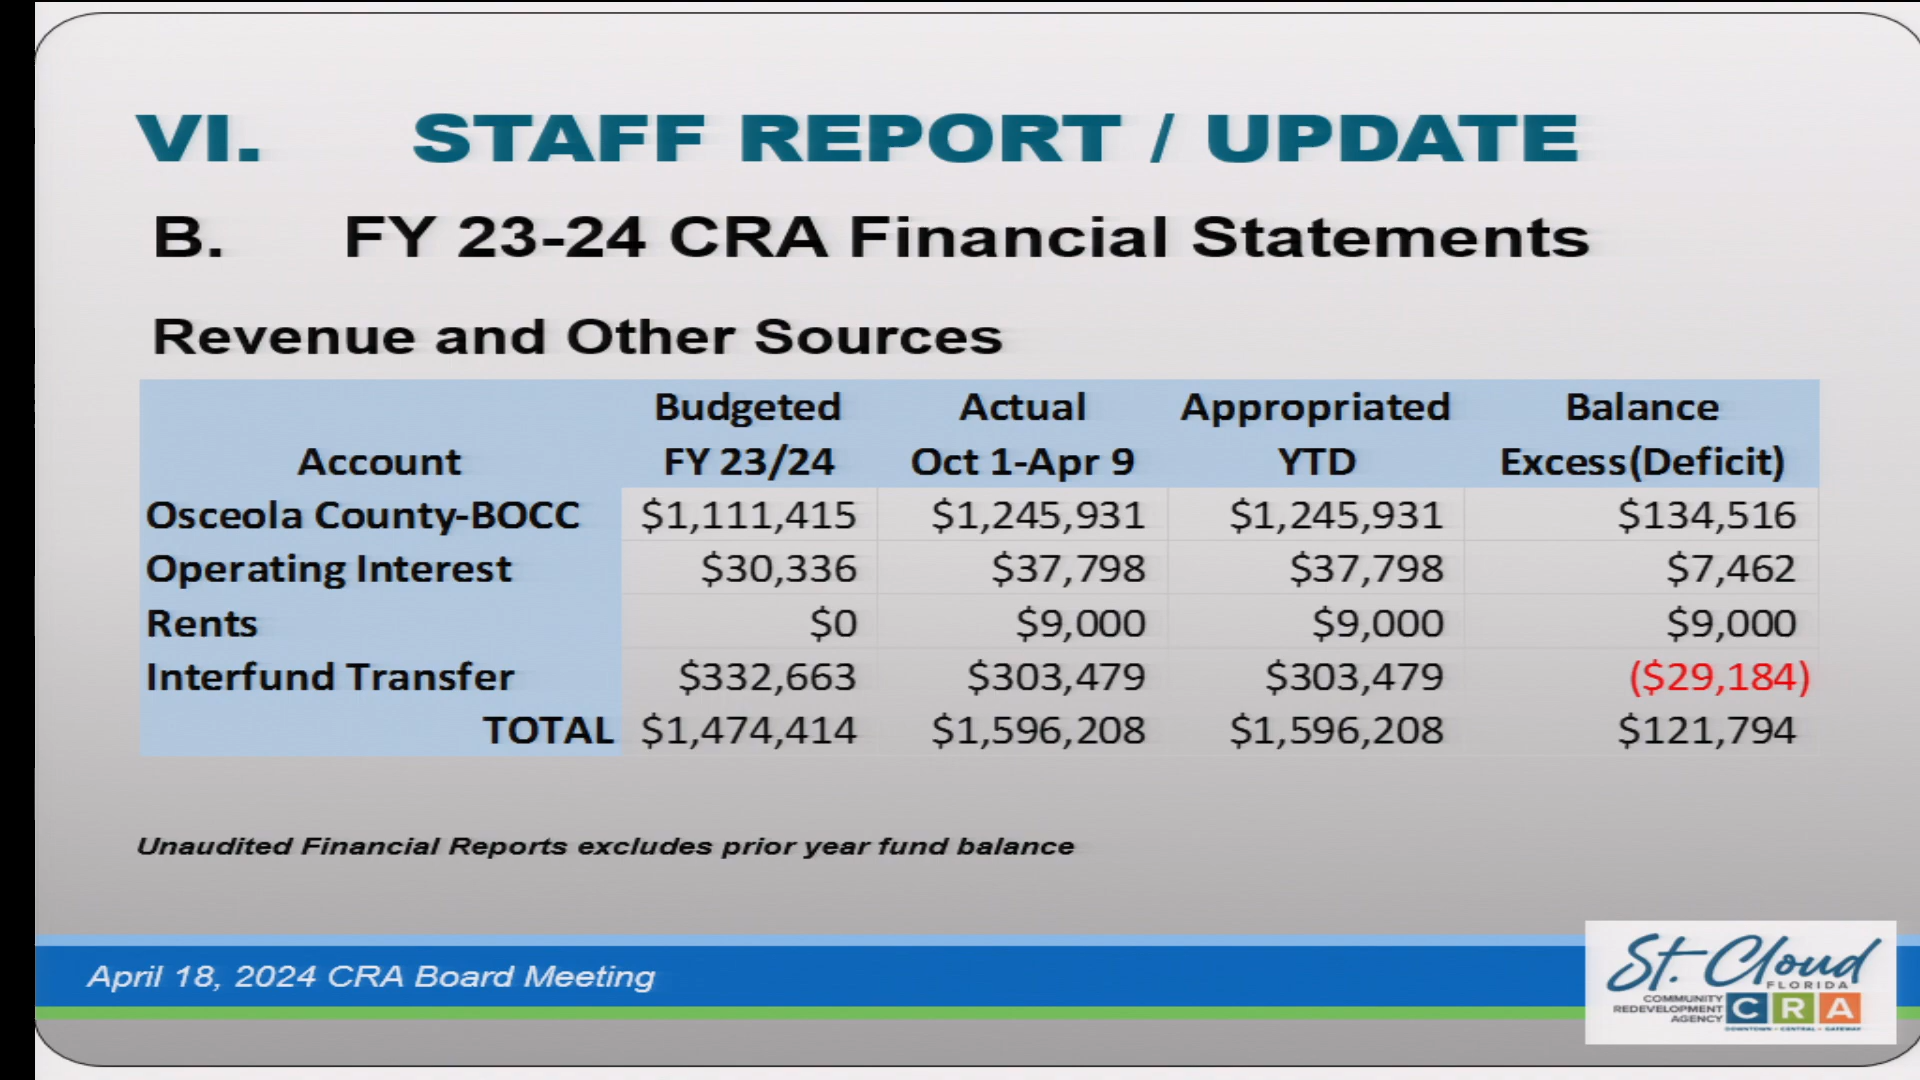 VI. STAFF REPORT / UPDATE
B. FY 23-24 CRA Financial Statements
Revenue and Other Sources
Account Budgeted FY 23/24 Actual Oct 1-Apr 9 Appropriated YTD Balance Excess(Deficit)
Osceola County-BOCC $1,111,415 $1,245,931 $1,245,931 $134,516
Operating Interest $30,336 $37,798 $37,798 $7,462
Rents $0 $9,000 $9,000 $9,000
Interfund Transfer $332,663 $303,479 $303,479 ($29,184)
TOTAL $1,474,414 $1,596,208 $1,596,208 $121,794
Unaudited Financial Reports excludes prior year fund balance
April 18, 2024 CRA Board Meeting
St. Cloud
FLORIDA
COMMUNITY
REDEVELOPMENT
AGENCY
CRA
DOWNTOWN • CENTRAL • GATEWAY